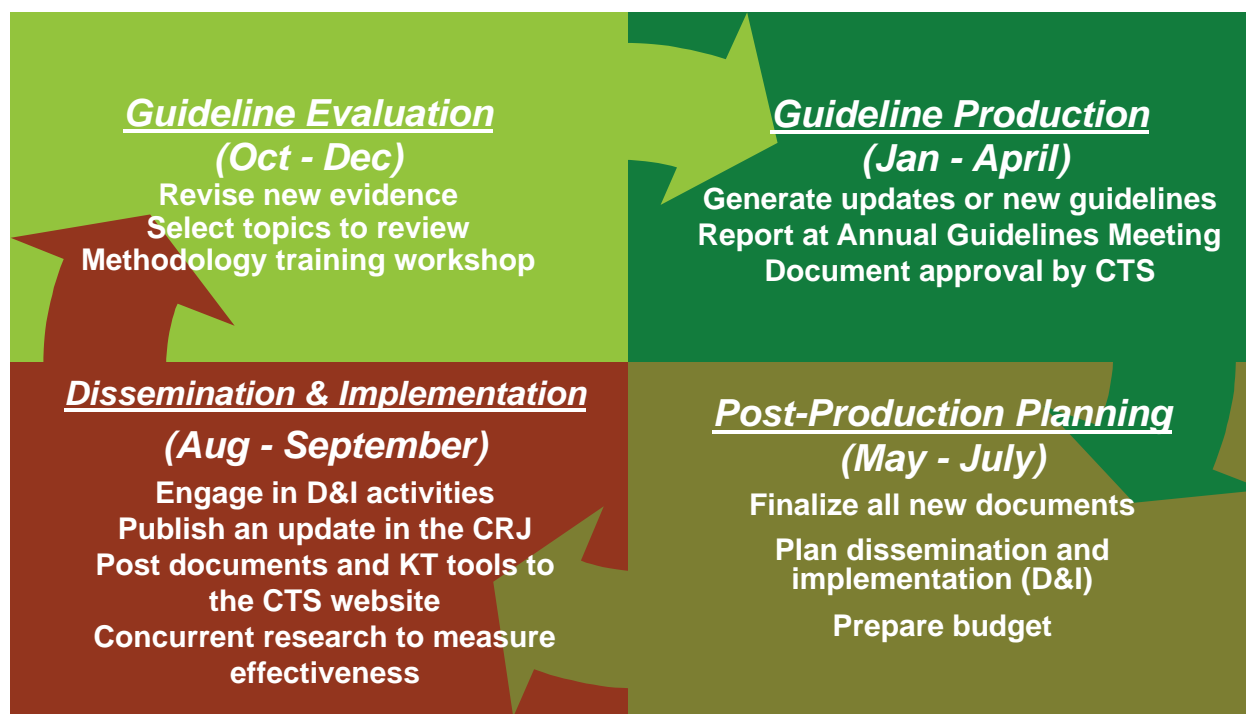 Guideline Evaluation
(Oct - Dec)
Revise new evidence
Select topics to review
Methodology training workshop
Guideline Production
(Jan - April)
Generate updates or new guidelines
Report at Annual Guidelines Meeting
Document approval by CTS
Dissemination & Implementation
(Aug - September)
Engage in D&I activities
Publish an update in the CRJ
Post documents and KT tools to
the CTS website
Concurrent research to measure
effectiveness
Post-Production Planning
(May - July)
Finalize all new documents
Plan dissemination and
implementation (D&I)
Prepare budget